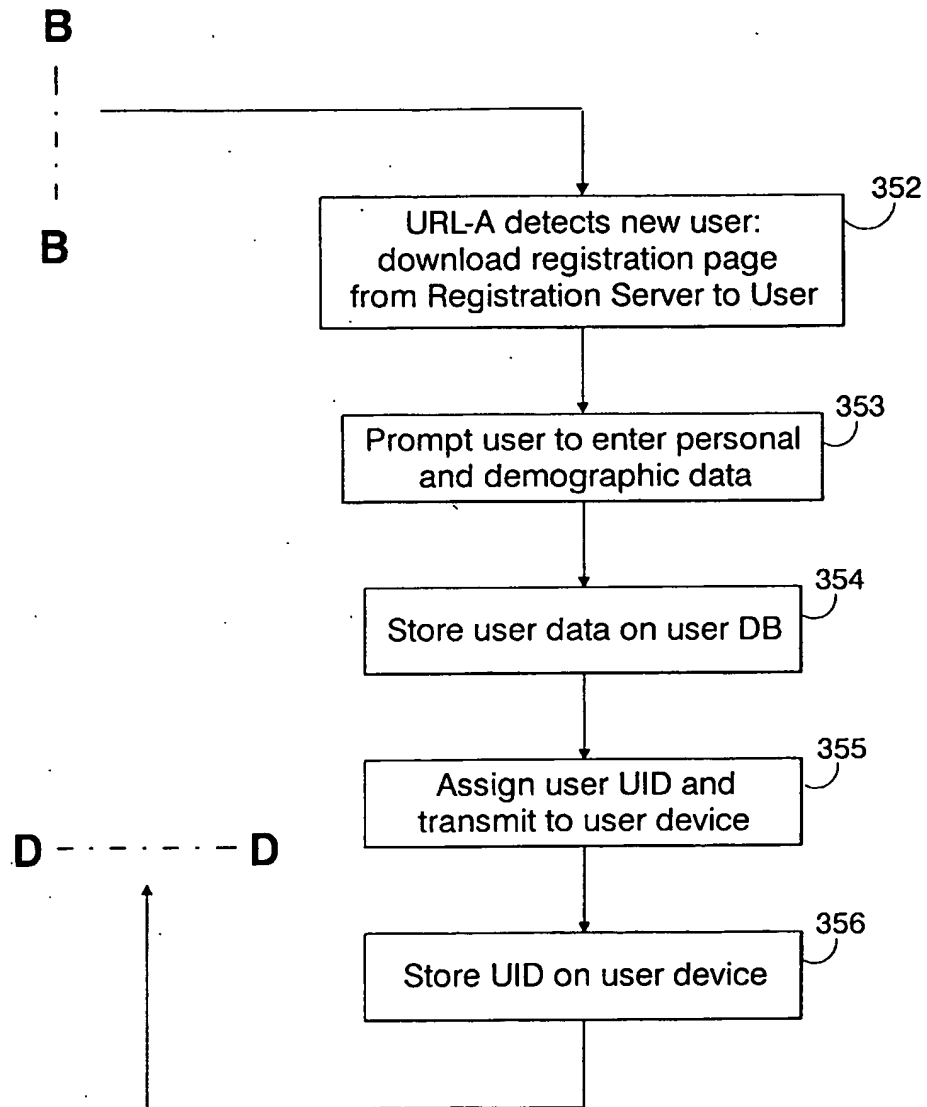 B
B
352
URL-A detects new user:
download registration page
from Registration Server to User
353
Prompt user to enter personal
and demographic data
354
Store user data on user DB
355
Assign user UID and
transmit to user device
D D
356
Store UID on user device